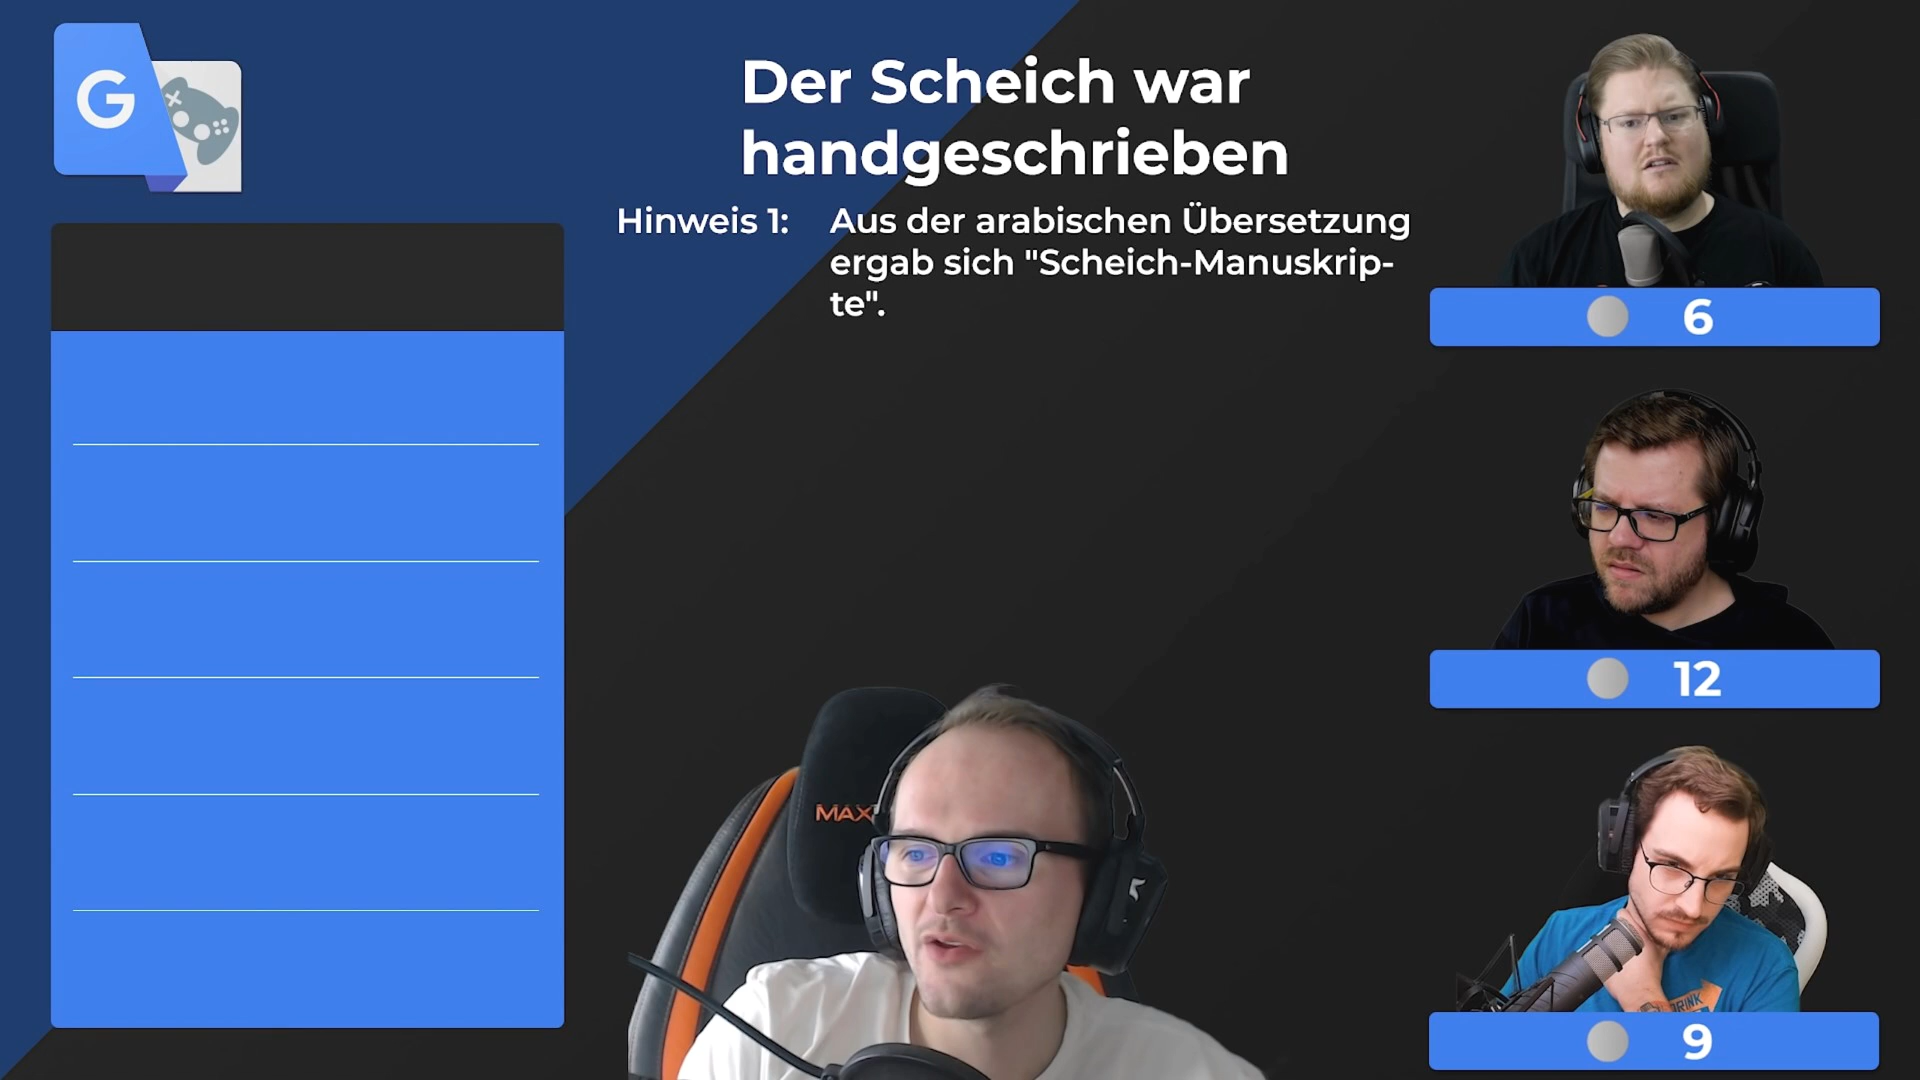 G
Der Scheich war
handgeschrieben
Hinweis 1: Aus der arabischen Übersetzung
ergab sich "Scheich-Manuskrip-
te".
6
12
MAX
DRINK
9